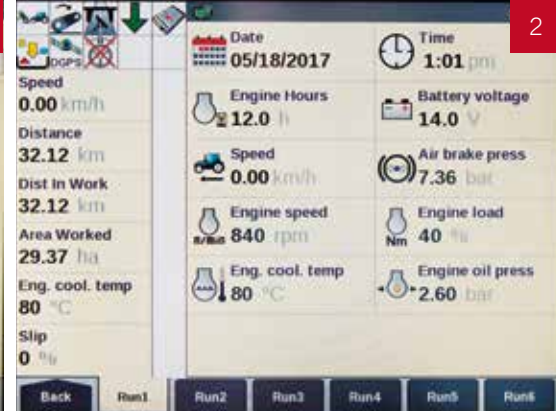 2
DGPS
Speed
0.00 km/h
Distance
32.12 km
Dist In Work
32.12 km
Area Worked
29.37 ha
Eng. cool. temp
80 °C
Slip
0 %
Date
05/18/2017
Time
1:01 pm
Engine Hours
12.0 h
Battery voltage
14.0 V
Speed
0.00 km/h
Air brake press
7.36 bar
Engine speed
840 rpm
Engine load
Nm
40 %
Eng. cool. temp
80 °C
Engine oil press
2.60 bar
Back
Run1
Run2
Run3
Run4
Run5
Run6